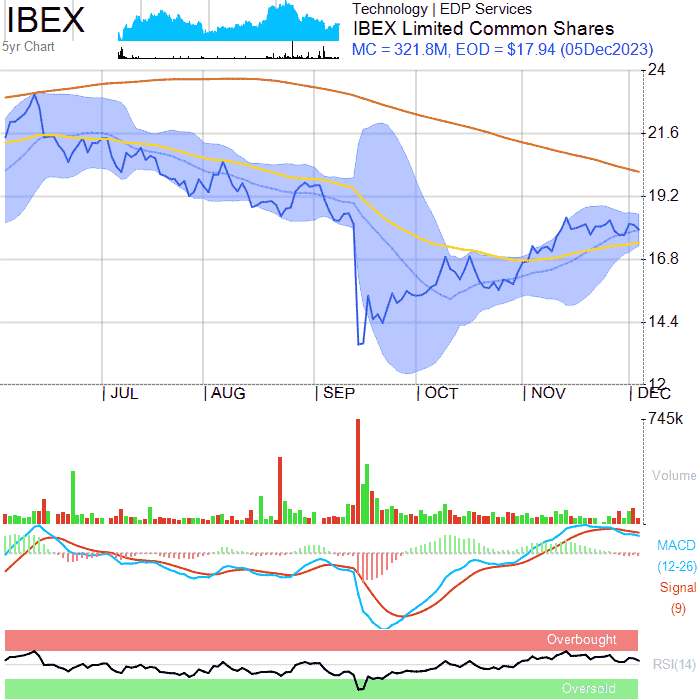 IBEX
5yr Chart
Technology | EDP Services
IBEX Limited Common Shares
MC = 321.8M, EOD = $17.94 (05Dec2023)
24
21.6
19.2
16.8
14.4
12
| JUL | AUG | SEP | OCT | NOV | DEC
745k
Volume
MACD
(12-26)
Signal
(9)
Overbought
RSI(14)
Oversold